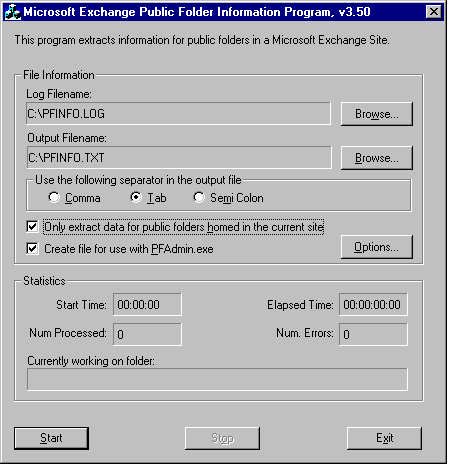 Microsoft Exchange Public Folder Information Program, v3.50
This program extracts information for public folders in a Microsoft Exchange Site.
File Information
Log Filename:
C:\PFINFO.LOG
Browse...
Output Filename:
C:\PFINFO.TXT
Browse...
Use the following separator in the output file
Comma Tab Semi Colon
Only extract data for public folders homed in the current site
Create file for use with PFAdmin.exe
Options...
Statistics
Start Time: 00:00:00 Elapsed Time: 00:00:00:00
Num Processed: 0 Num. Errors: 0
Currently working on folder:
Start Stop Exit